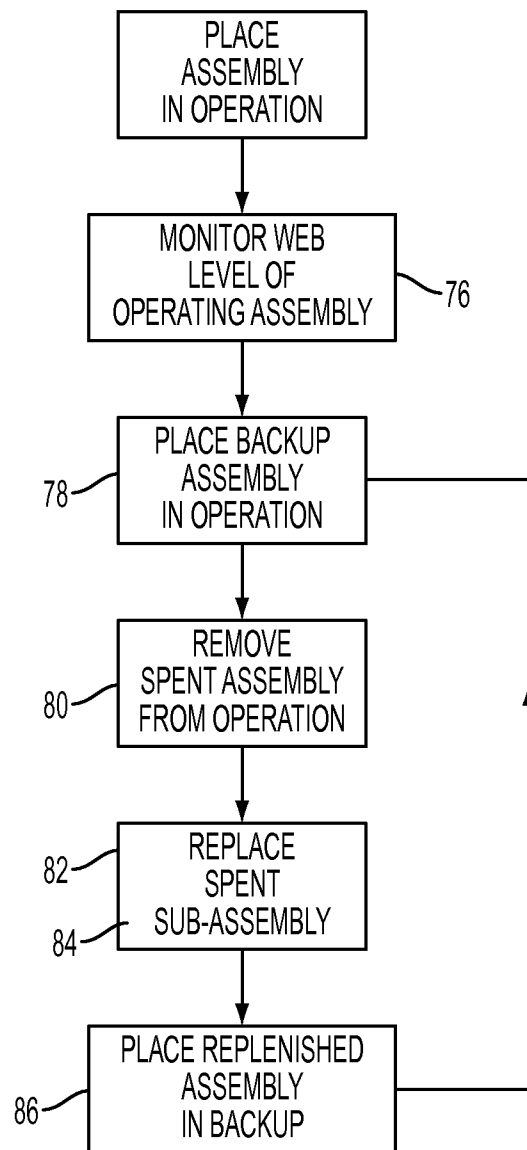 PLACE
ASSEMBLY
IN OPERATION
MONITOR WEB
LEVEL OF
OPERATING ASSEMBLY
76
PLACE BACKUP
ASSEMBLY
IN OPERATION
78
REMOVE
SPENT ASSEMBLY
FROM OPERATION
80
REPLACE
SPENT
SUB-ASSEMBLY
82
84
PLACE REPLENISHED
ASSEMBLY
IN BACKUP
86